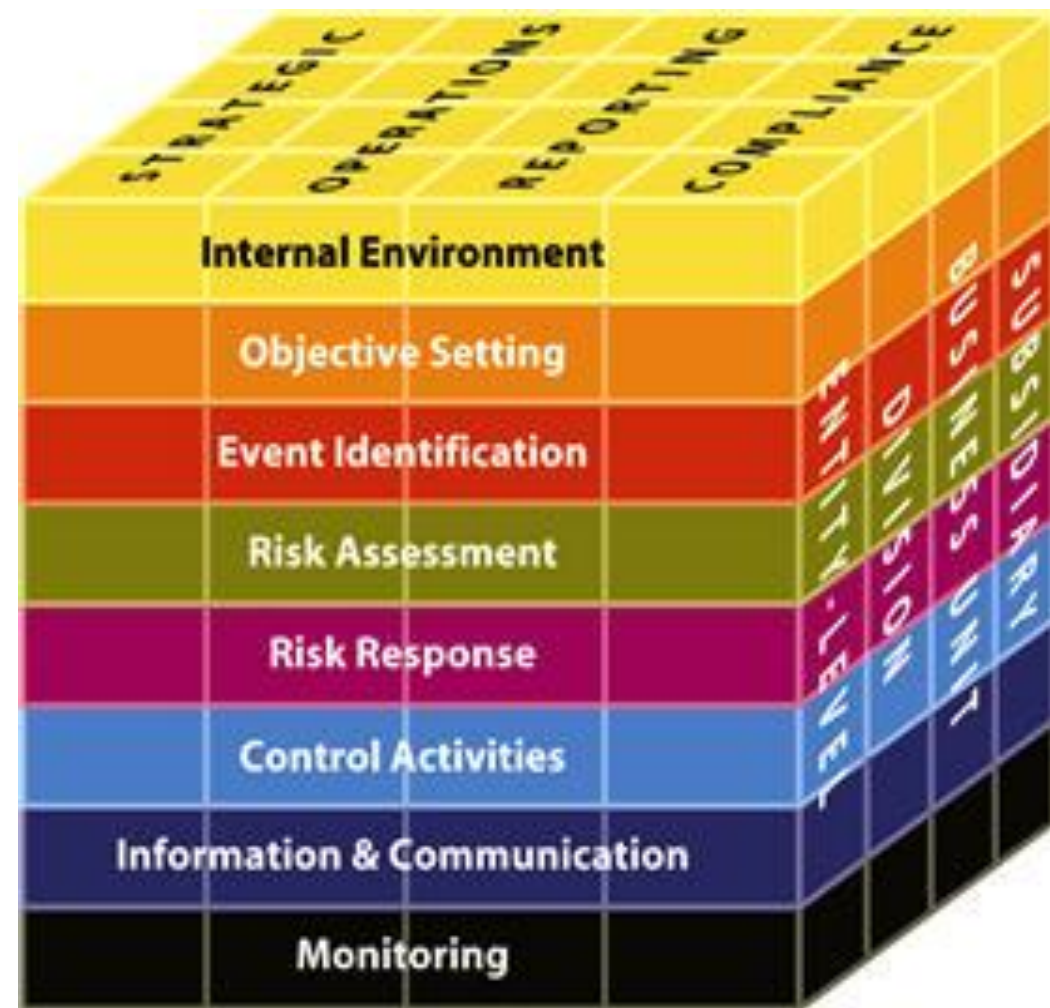 STRATEGIC
OPERATIONS
REPORTING
COMPLIANCE
Internal Environment
Objective Setting
Event Identification
Risk Assessment
Risk Response
Control Activities
Information & Communication
Monitoring
ENTITY-LEVEL
DIVISION
BUSINESS UNIT
SUBSIDIARY